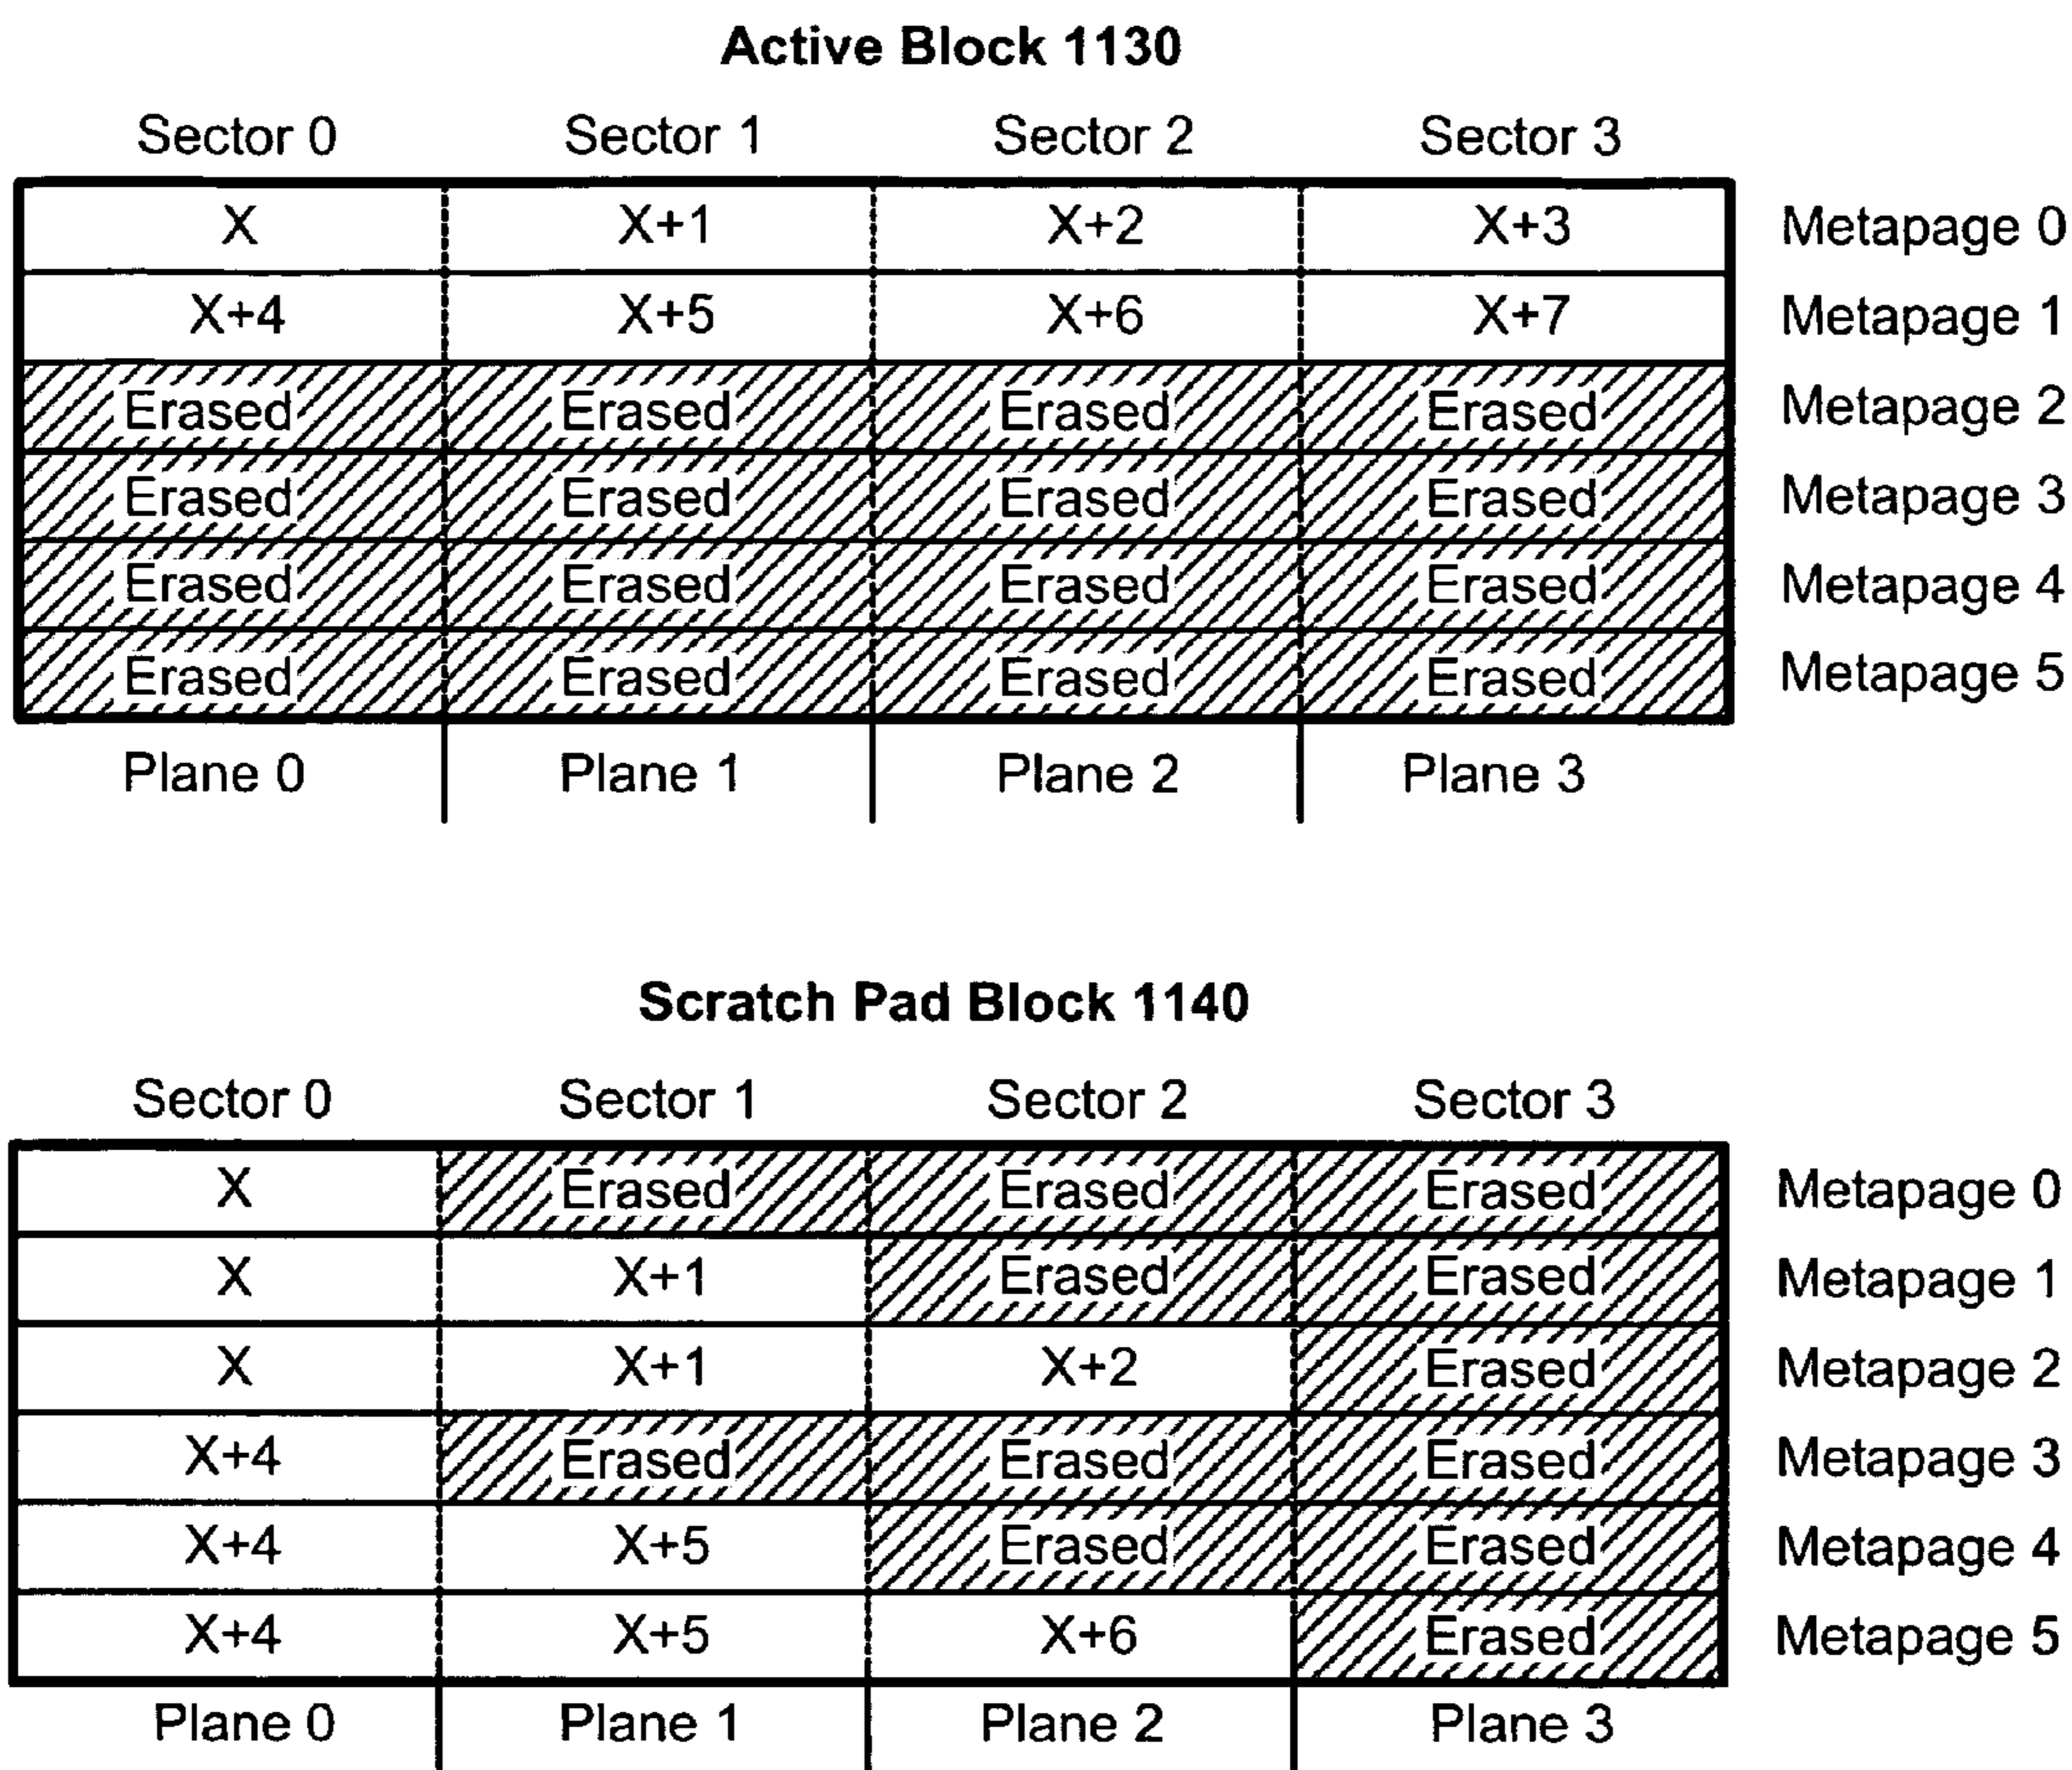 Active Block 1130
Sector 0 Sector 1 Sector 2 Sector 3
X X+1 X+2 X+3 Metapage 0
X+4 X+5 X+6 X+7 Metapage 1
Erased Erased Erased Erased Metapage 2
Erased Erased Erased Erased Metapage 3
Erased Erased Erased Erased Metapage 4
Erased Erased Erased Erased Metapage 5
Plane 0 Plane 1 Plane 2 Plane 3
Scratch Pad Block 1140
Sector 0 Sector 1 Sector 2 Sector 3
X Erased Erased Erased Metapage 0
X X+1 Erased Erased Metapage 1
X X+1 X+2 Erased Metapage 2
X+4 Erased Erased Erased Metapage 3
X+4 X+5 Erased Erased Metapage 4
X+4 X+5 X+6 Erased Metapage 5
Plane 0 Plane 1 Plane 2 Plane 3